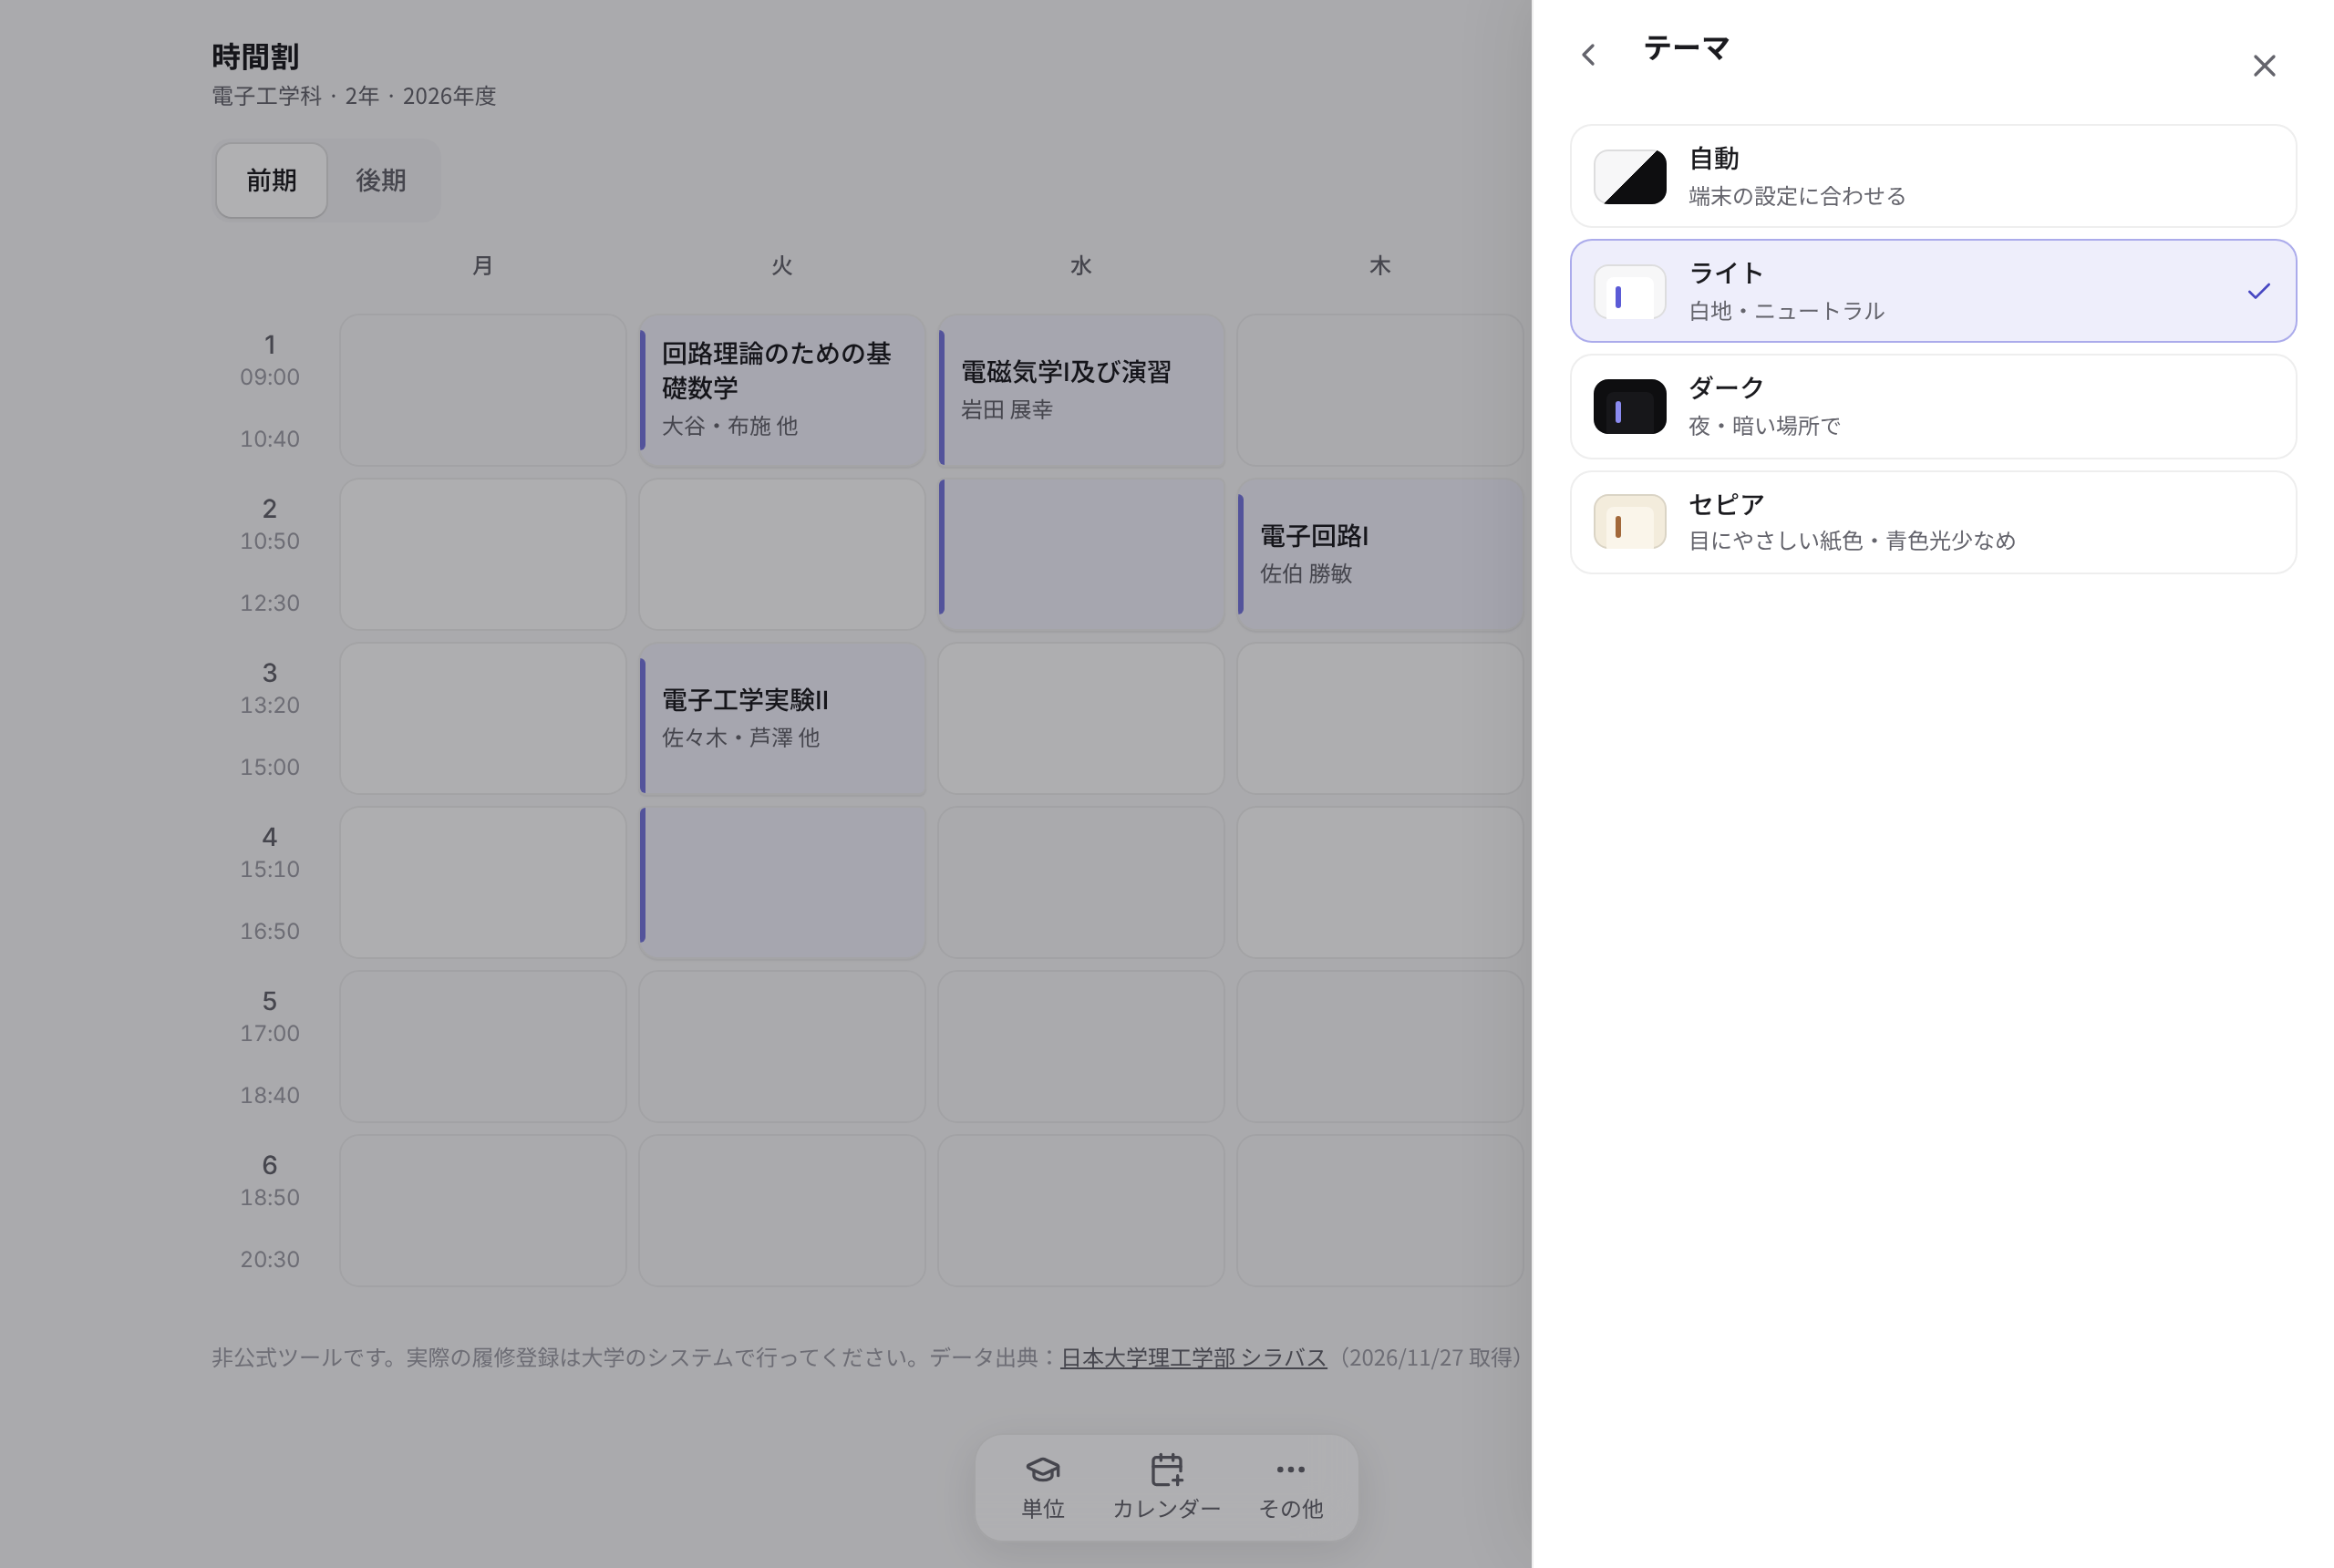 時間割
電子工学科 · 2年 · 2026年度
前期
後期
月
火
水
木
1
09:00
10:40
回路理論のための基
礎数学
大谷・布施 他
電磁気学I及び演習
岩田 展幸
2
10:50
12:30
電子回路I
佐伯 勝敏
3
13:20
15:00
電子工学実験II
佐々木・芦澤 他
4
15:10
16:50
5
17:00
18:40
6
18:50
20:30
非公式ツールです。実際の履修登録は大学のシステムで行ってください。データ出典：日本大学理工学部 シラバス（2026/11/27 取得）
単位
カレンダー
その他
テーマ
自動
端末の設定に合わせる
ライト
白地・ニュートラル
ダーク
夜・暗い場所で
セピア
目にやさしい紙色・青色光少なめ